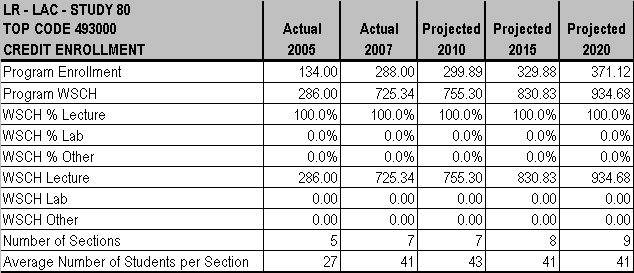 LR - LAC - STUDY 80
TOP CODE 493000 Actual Actual Projected Projected Projected
CREDIT ENROLLMENT 2005 2007 2010 2015 2020
Program Enrollment 134.00 288.00 299.89 329.88 371.12
Program WSCH 286.00 725.34 755.30 830.83 934.68
WSCH % Lecture 100.0% 100.0% 100.0% 100.0% 100.0%
WSCH % Lab 0.0% 0.0% 0.0% 0.0% 0.0%
WSCH % Other 0.0% 0.0% 0.0% 0.0% 0.0%
WSCH Lecture 286.00 725.34 755.30 830.83 934.68
WSCH Lab 0.00 0.00 0.00 0.00 0.00
WSCH Other 0.00 0.00 0.00 0.00 0.00
Number of Sections 5 7 7 8 9
Average Number of Students per Section 27 41 43 41 41